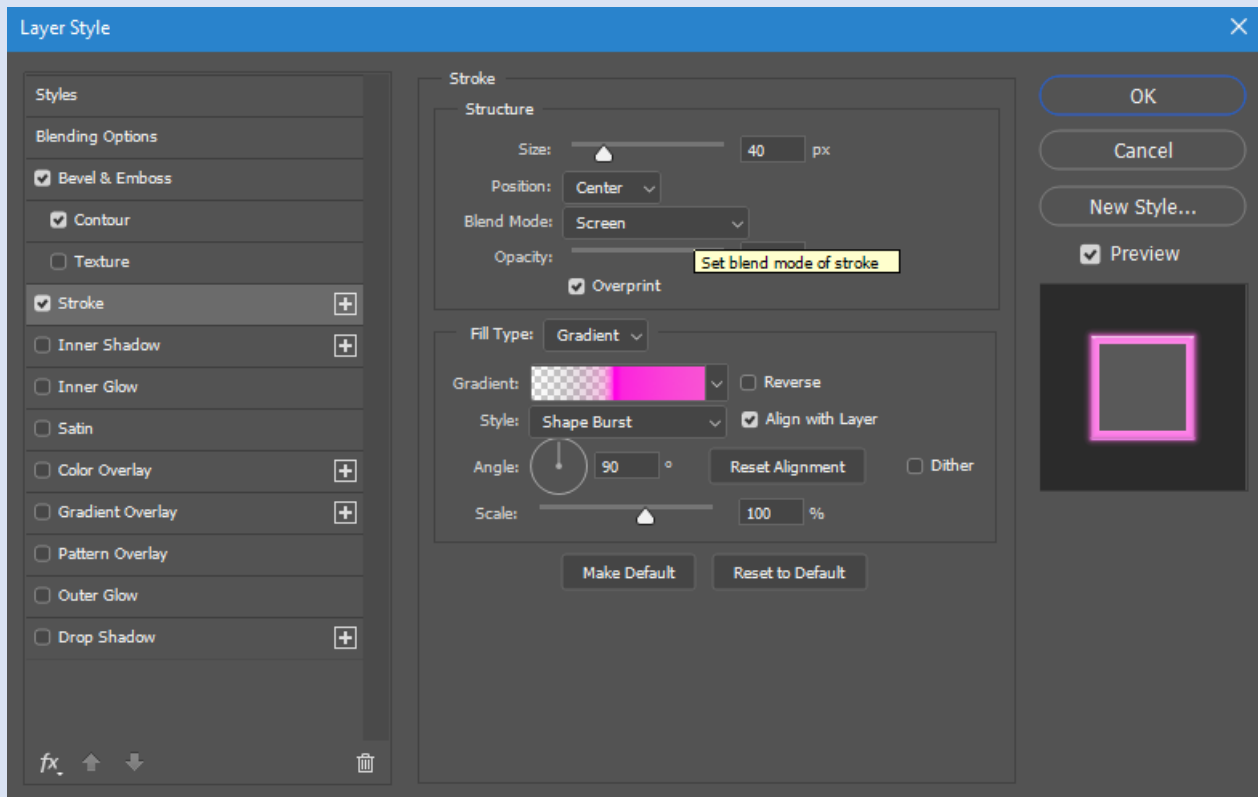 Layer Style
Styles
Blending Options
Bevel & Emboss
Contour
Texture
Stroke
Inner Shadow
Inner Glow
Satin
Color Overlay
Gradient Overlay
Pattern Overlay
Outer Glow
Drop Shadow
fx
Stroke
Structure
Size: 40 px
Position: Center
Blend Mode: Screen
Opacity:
Set blend mode of stroke
Overprint
Fill Type: Gradient
Gradient: Reverse
Style: Shape Burst Align with Layer
Angle: 90 ° Reset Alignment Dither
Scale: 100 %
Make Default Reset to Default
OK
Cancel
New Style...
Preview